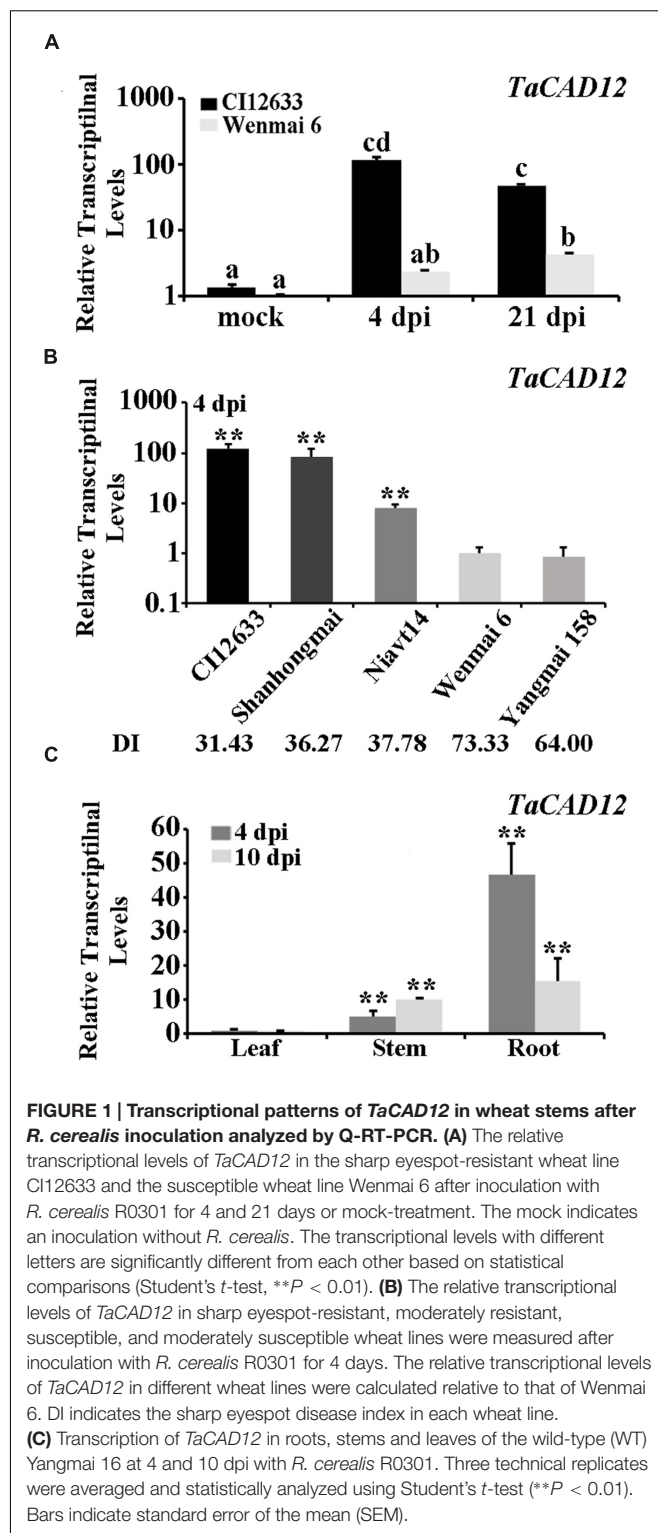 A
TaCAD12
Relative Transcriptilnal
Levels
1000
100
10
1
CI12633
Wenmai 6
a
a
cd
ab
c
b
mock
4 dpi
21 dpi
B
TaCAD12
Relative Transcriptilnal
Levels
1000
100
10
1
0.1
4 dpi
**
**
**
CI12633
Shanhongmai
Niavt14
Wenmai 6
Yangmai 158
DI 31.43 36.27 37.78 73.33 64.00
C
TaCAD12
Relative Transcriptilnal
Levels
60
50
40
30
20
10
0
4 dpi
10 dpi
**
**
**
**
Leaf
Stem
Root
FIGURE 1 | Transcriptional patterns of TaCAD12 in wheat stems after
R. cerealis inoculation analyzed by Q-RT-PCR. (A) The relative
transcriptional levels of TaCAD12 in the sharp eyespot-resistant wheat line
CI12633 and the susceptible wheat line Wenmai 6 after inoculation with
R. cerealis R0301 for 4 and 21 days or mock-treatment. The mock indicates
an inoculation without R. cerealis. The transcriptional levels with different
letters are significantly different from each other based on statistical
comparisons (Student's t-test, **P < 0.01). (B) The relative transcriptional
levels of TaCAD12 in sharp eyespot-resistant, moderately resistant,
susceptible, and moderately susceptible wheat lines were measured after
inoculation with R. cerealis R0301 for 4 days. The relative transcriptional levels
of TaCAD12 in different wheat lines were calculated relative to that of Wenmai
6. DI indicates the sharp eyespot disease index in each wheat line.
(C) Transcription of TaCAD12 in roots, stems and leaves of the wild-type (WT)
Yangmai 16 at 4 and 10 dpi with R. cerealis R0301. Three technical replicates
were averaged and statistically analyzed using Student's t-test (**P < 0.01).
Bars indicate standard error of the mean (SEM).